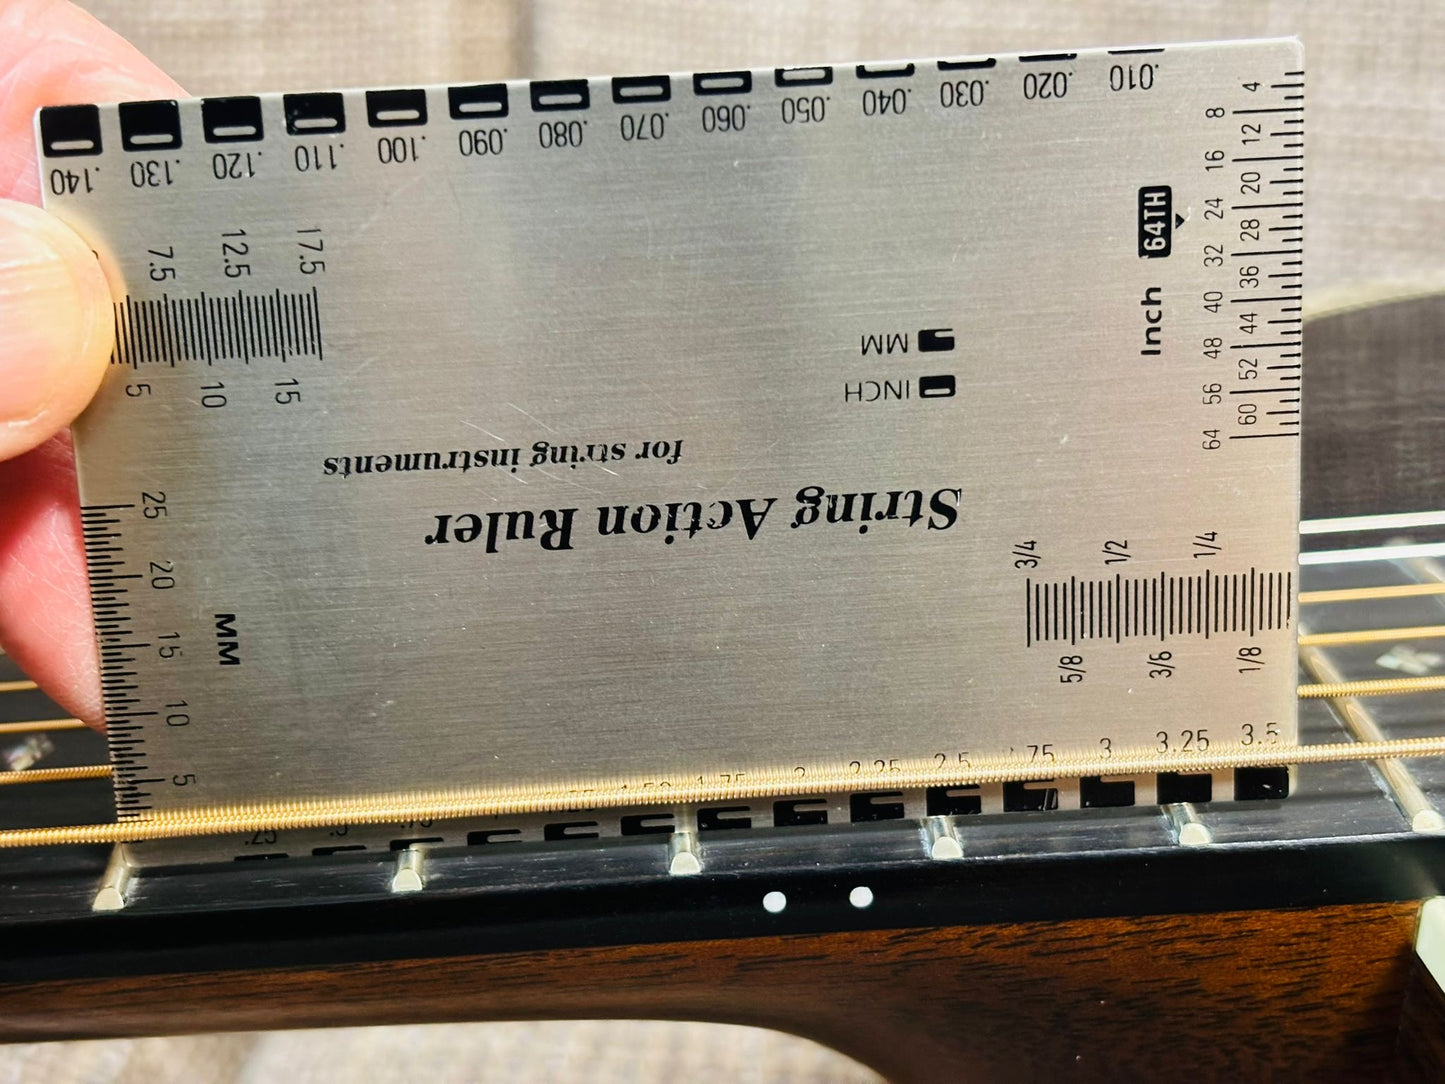 .010 .020 .030 .040 .050 .060 .070 .080 .090 .100 .110 .120 .130 .140
7.5 12.5 17.5
5 10 15
MM
INCH
String Action Ruler
for string instruments
Inch 64TH
4 12 20 28 36 44 52 60
8 16 24 32 40 48 56 64
25 20 15 10 5
MM
3/4 1/2 1/4
5/8 3/6 1/8
2.25 2.5 3 3.25 3.5